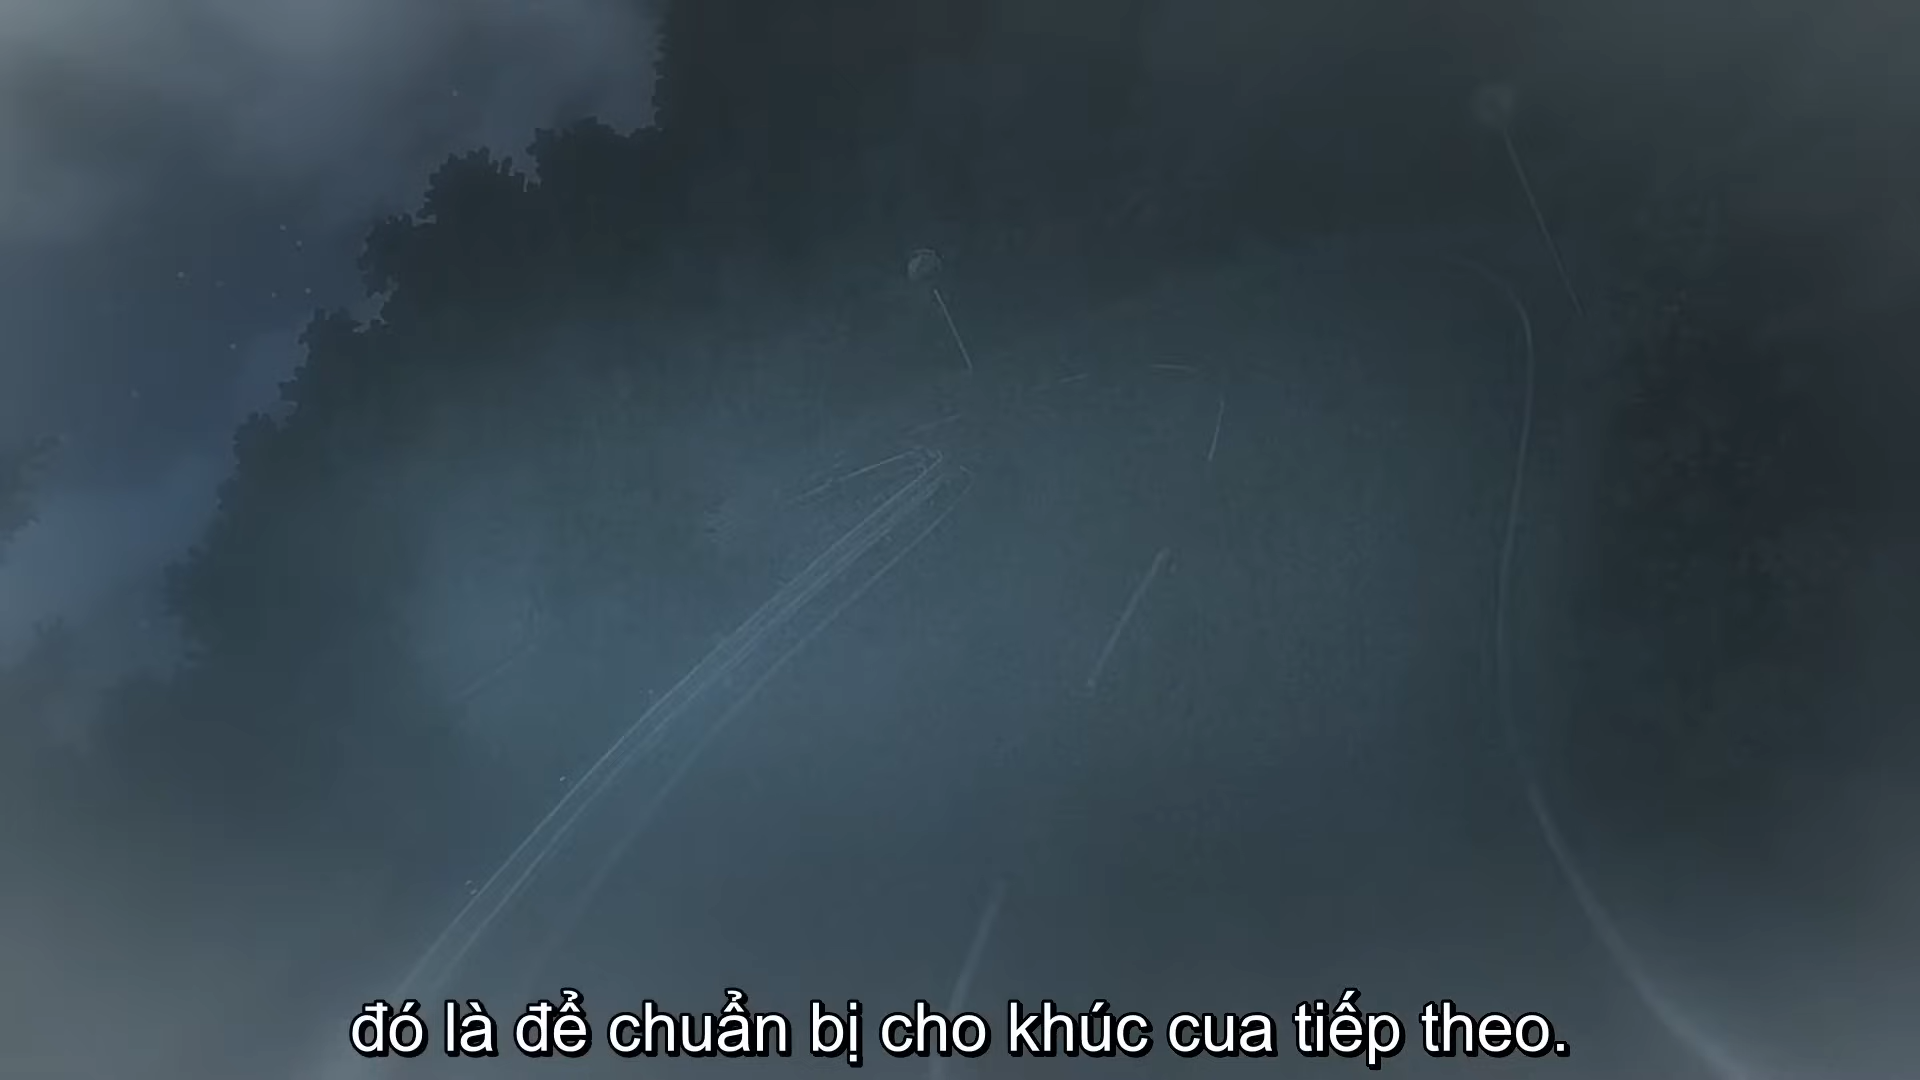 đó là để chuẩn bị cho khúc cua tiếp theo.